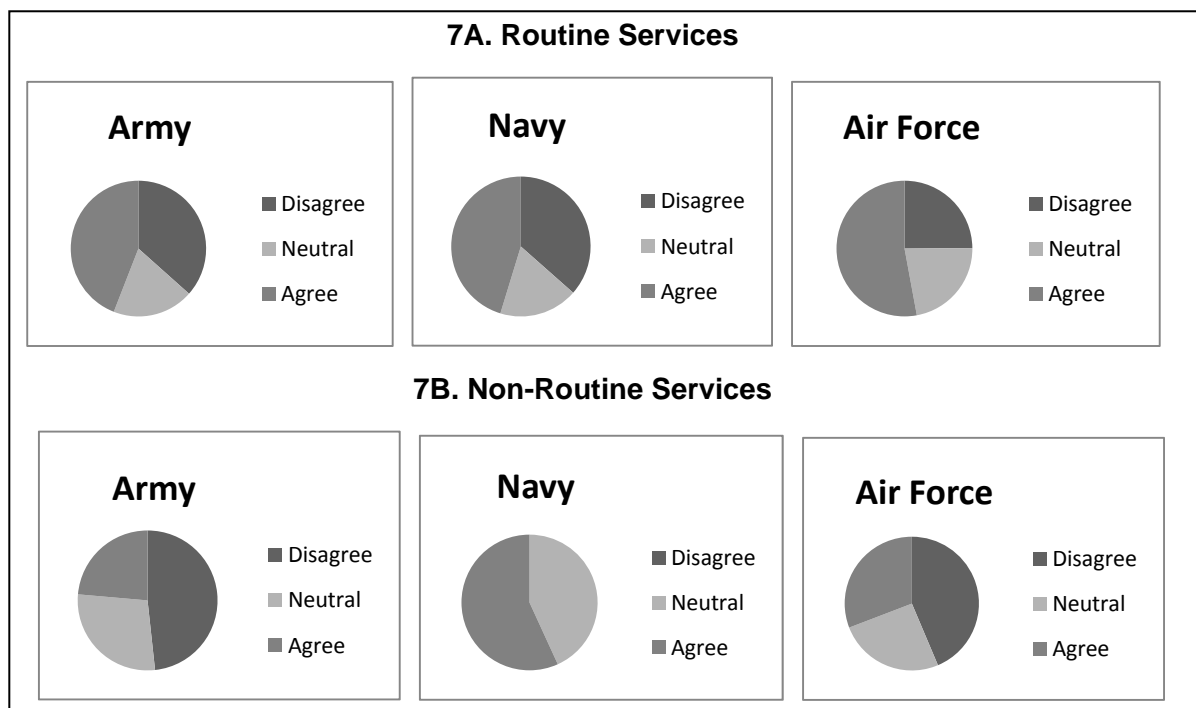 7A. Routine Services
Army
Disagree
Neutral
Agree
Navy
Disagree
Neutral
Agree
Air Force
Disagree
Neutral
Agree
7B. Non-Routine Services
Army
Disagree
Neutral
Agree
Navy
Disagree
Neutral
Agree
Air Force
Disagree
Neutral
Agree